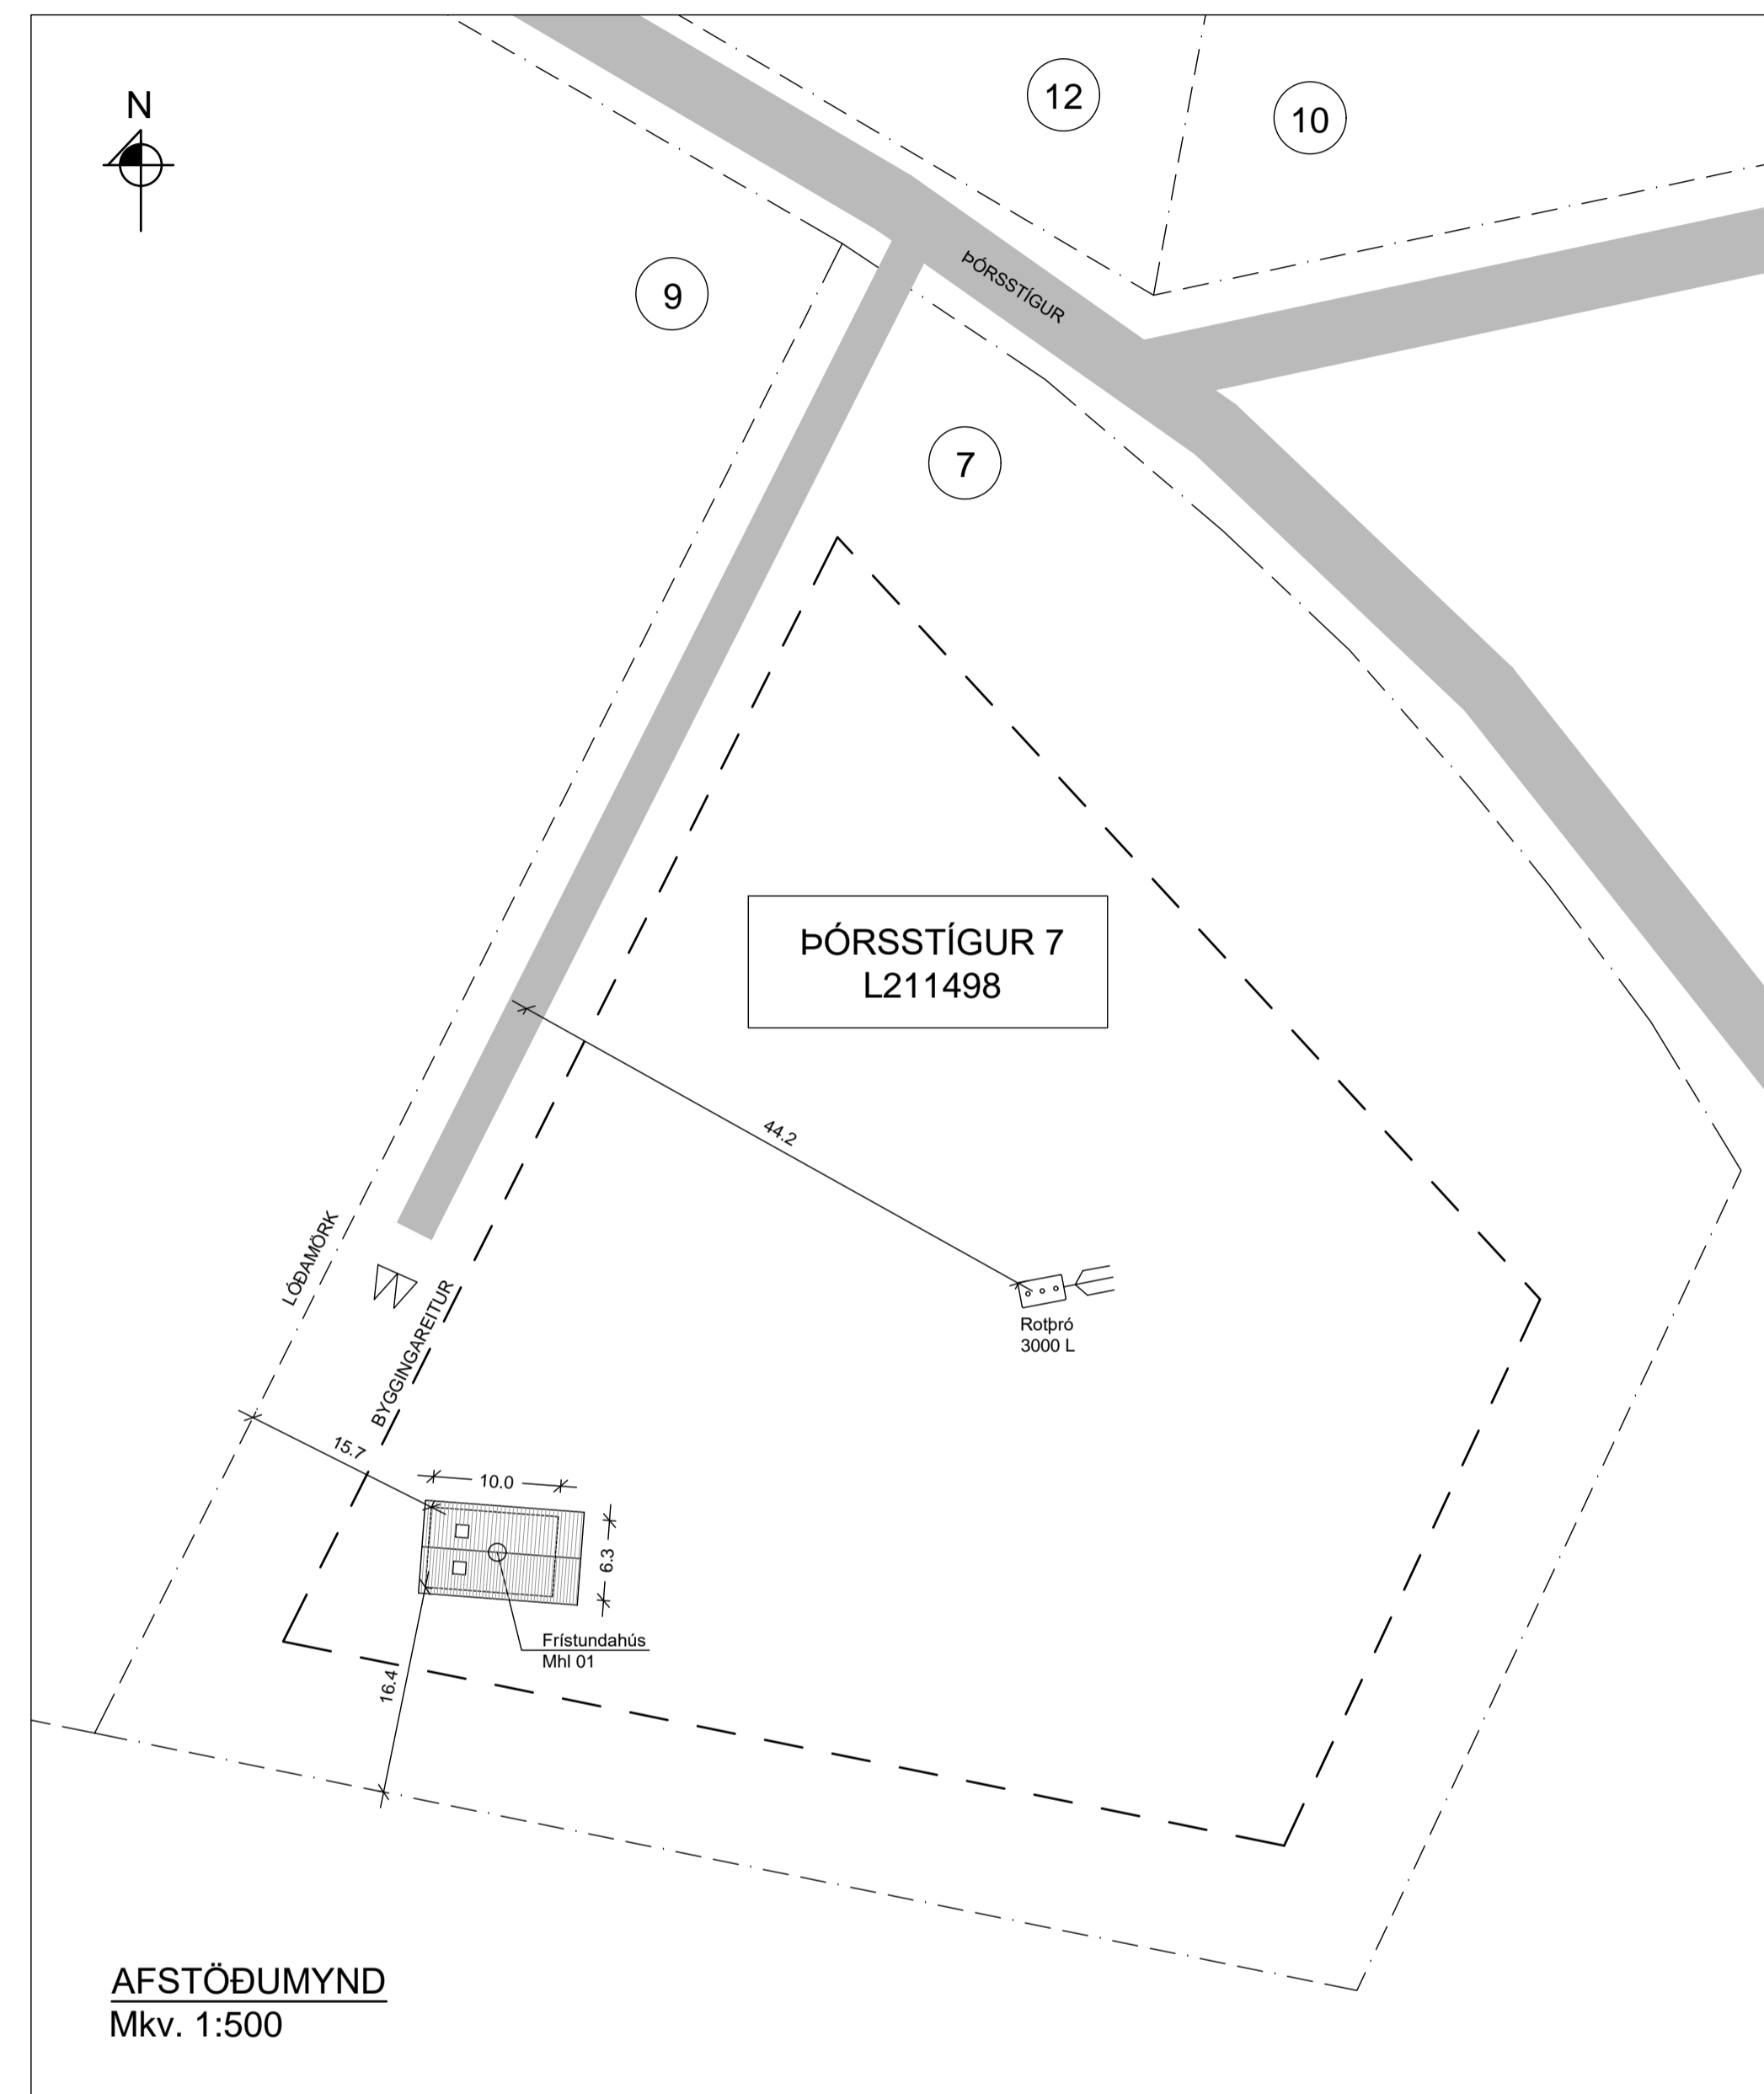 N
12
10
9
ÞÓRSSTÍGUR
7
ÞÓRSSTÍGUR 7
L211498
44.2
LÓÐAMÖRK
BYGGINGAREITUR
Rotþró
3000 L
15.7
10.0
6.3
Frístundahús
Mhl 01
16.4
AFSTÖÐUMYND
Mkv. 1:500